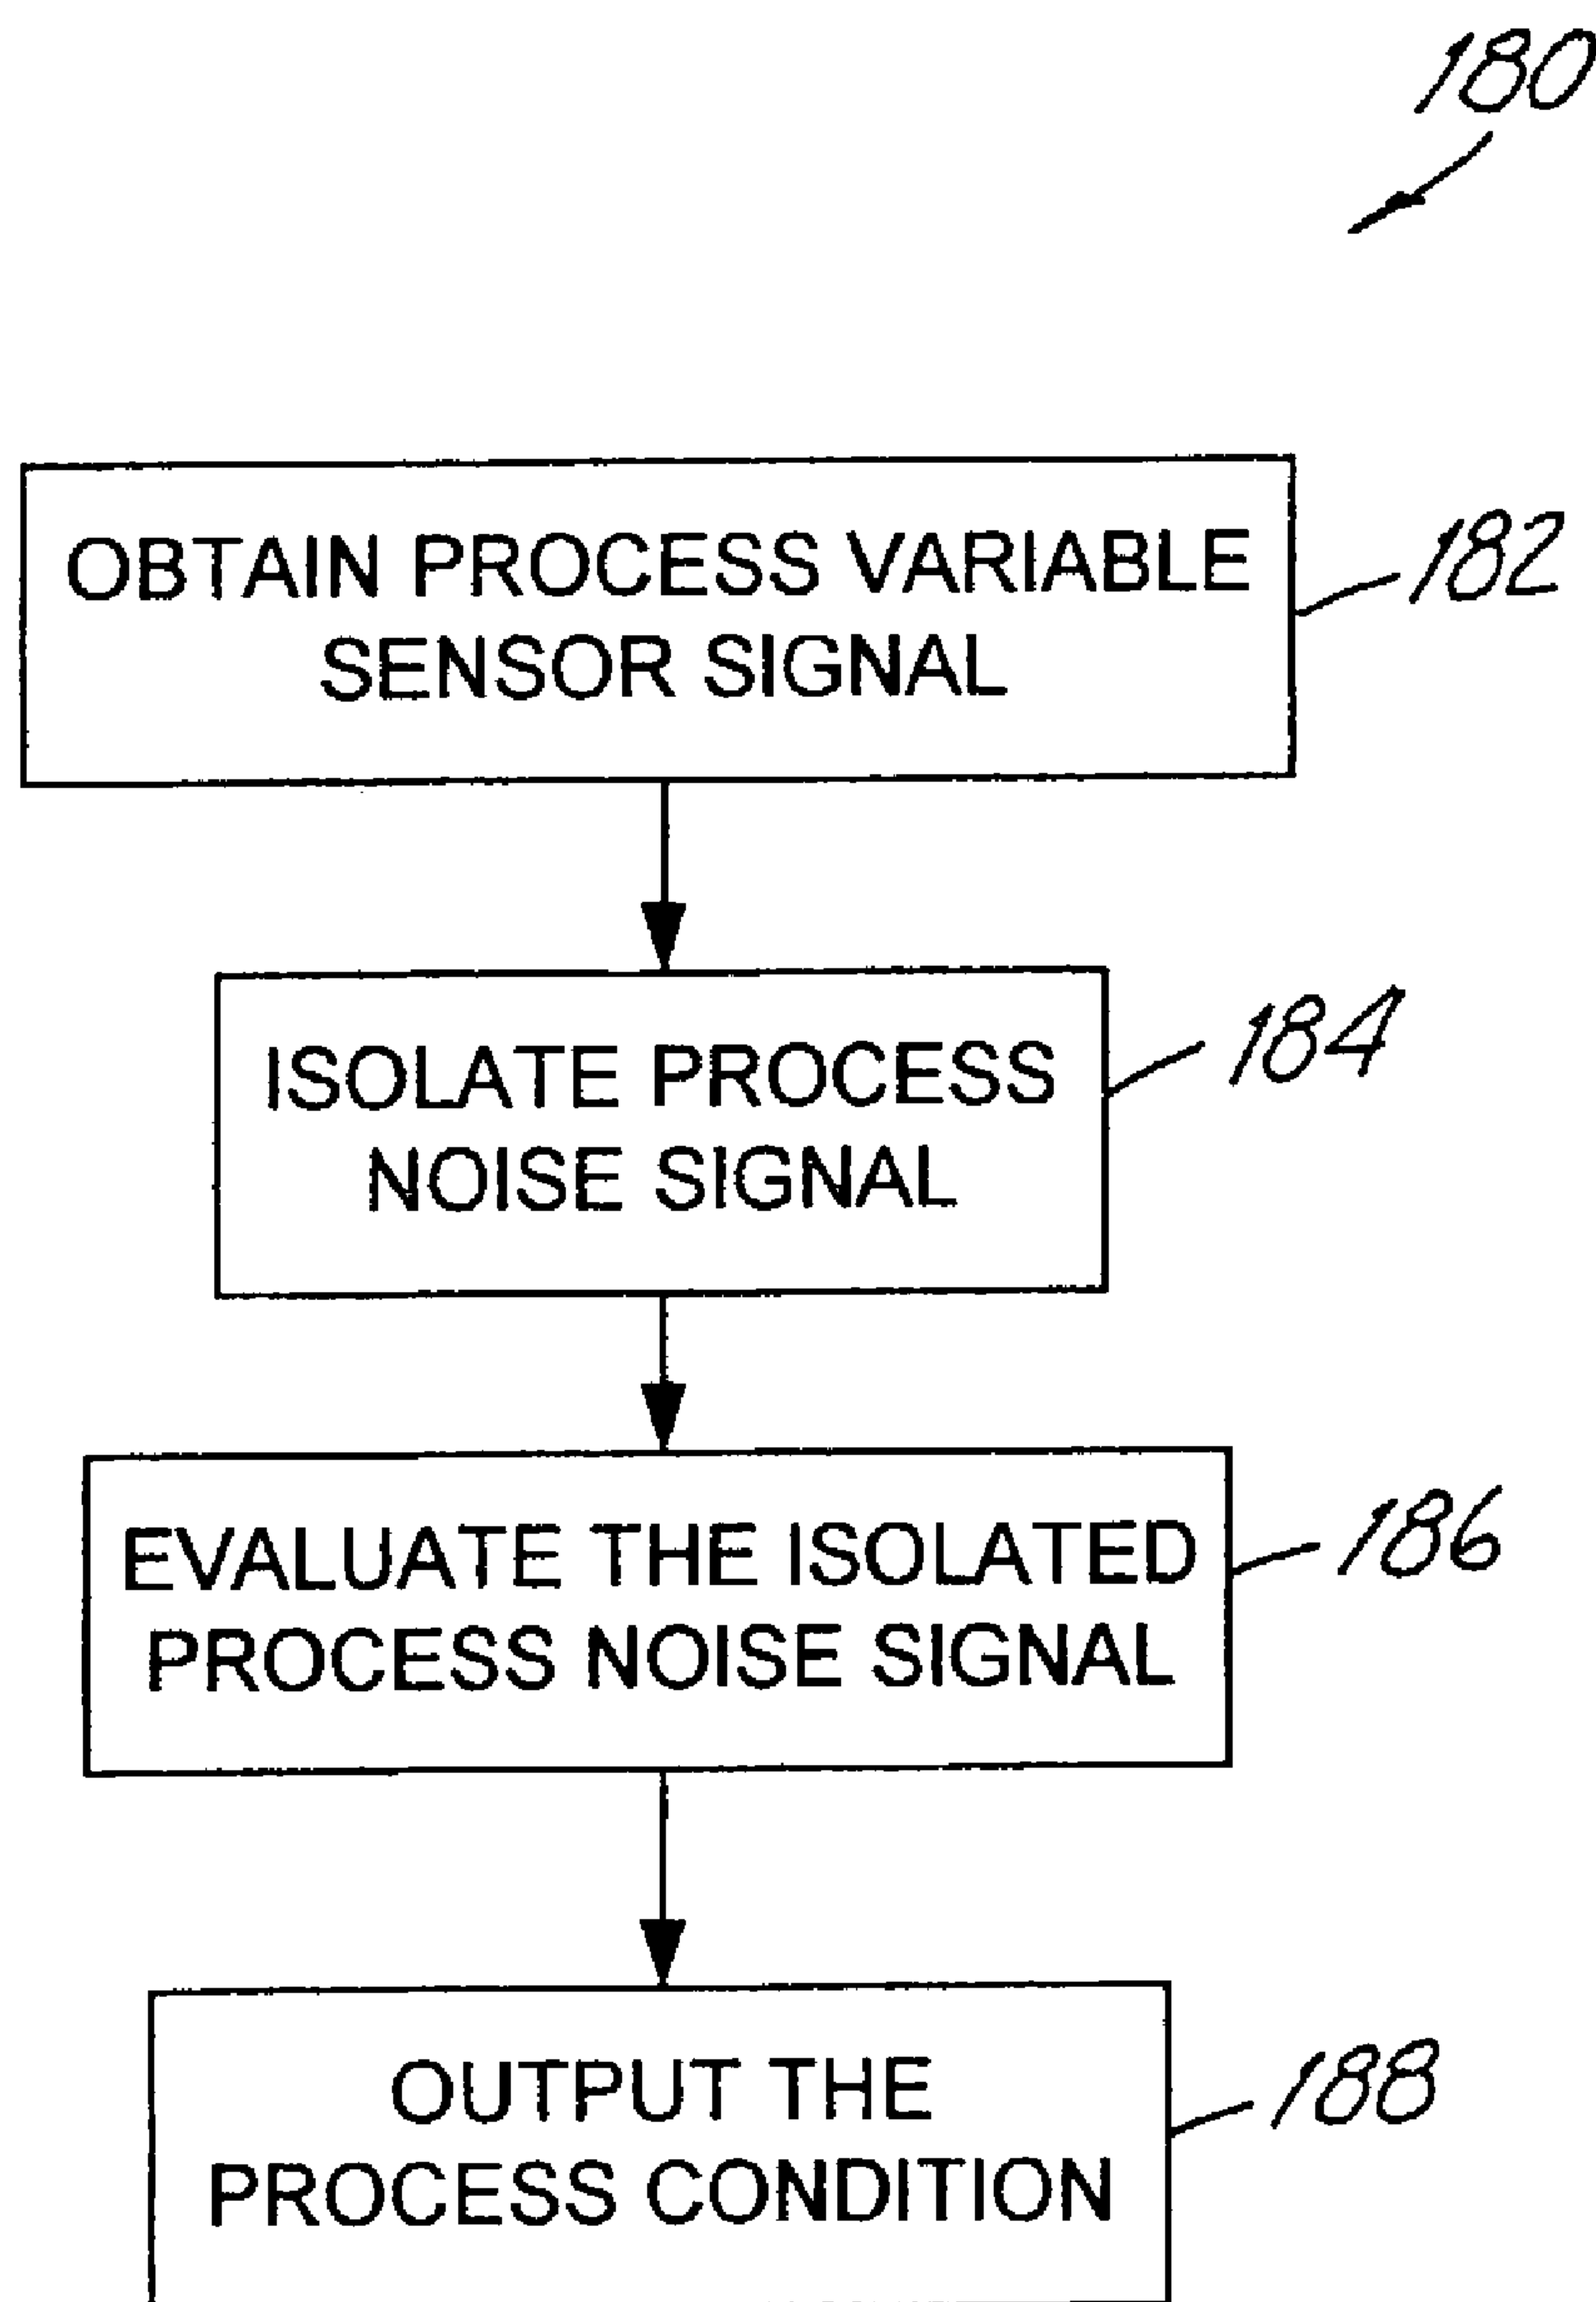 180
OBTAIN PROCESS VARIABLE
SENSOR SIGNAL
182
ISOLATE PROCESS
NOISE SIGNAL
184
EVALUATE THE ISOLATED
PROCESS NOISE SIGNAL
186
OUTPUT THE
PROCESS CONDITION
188